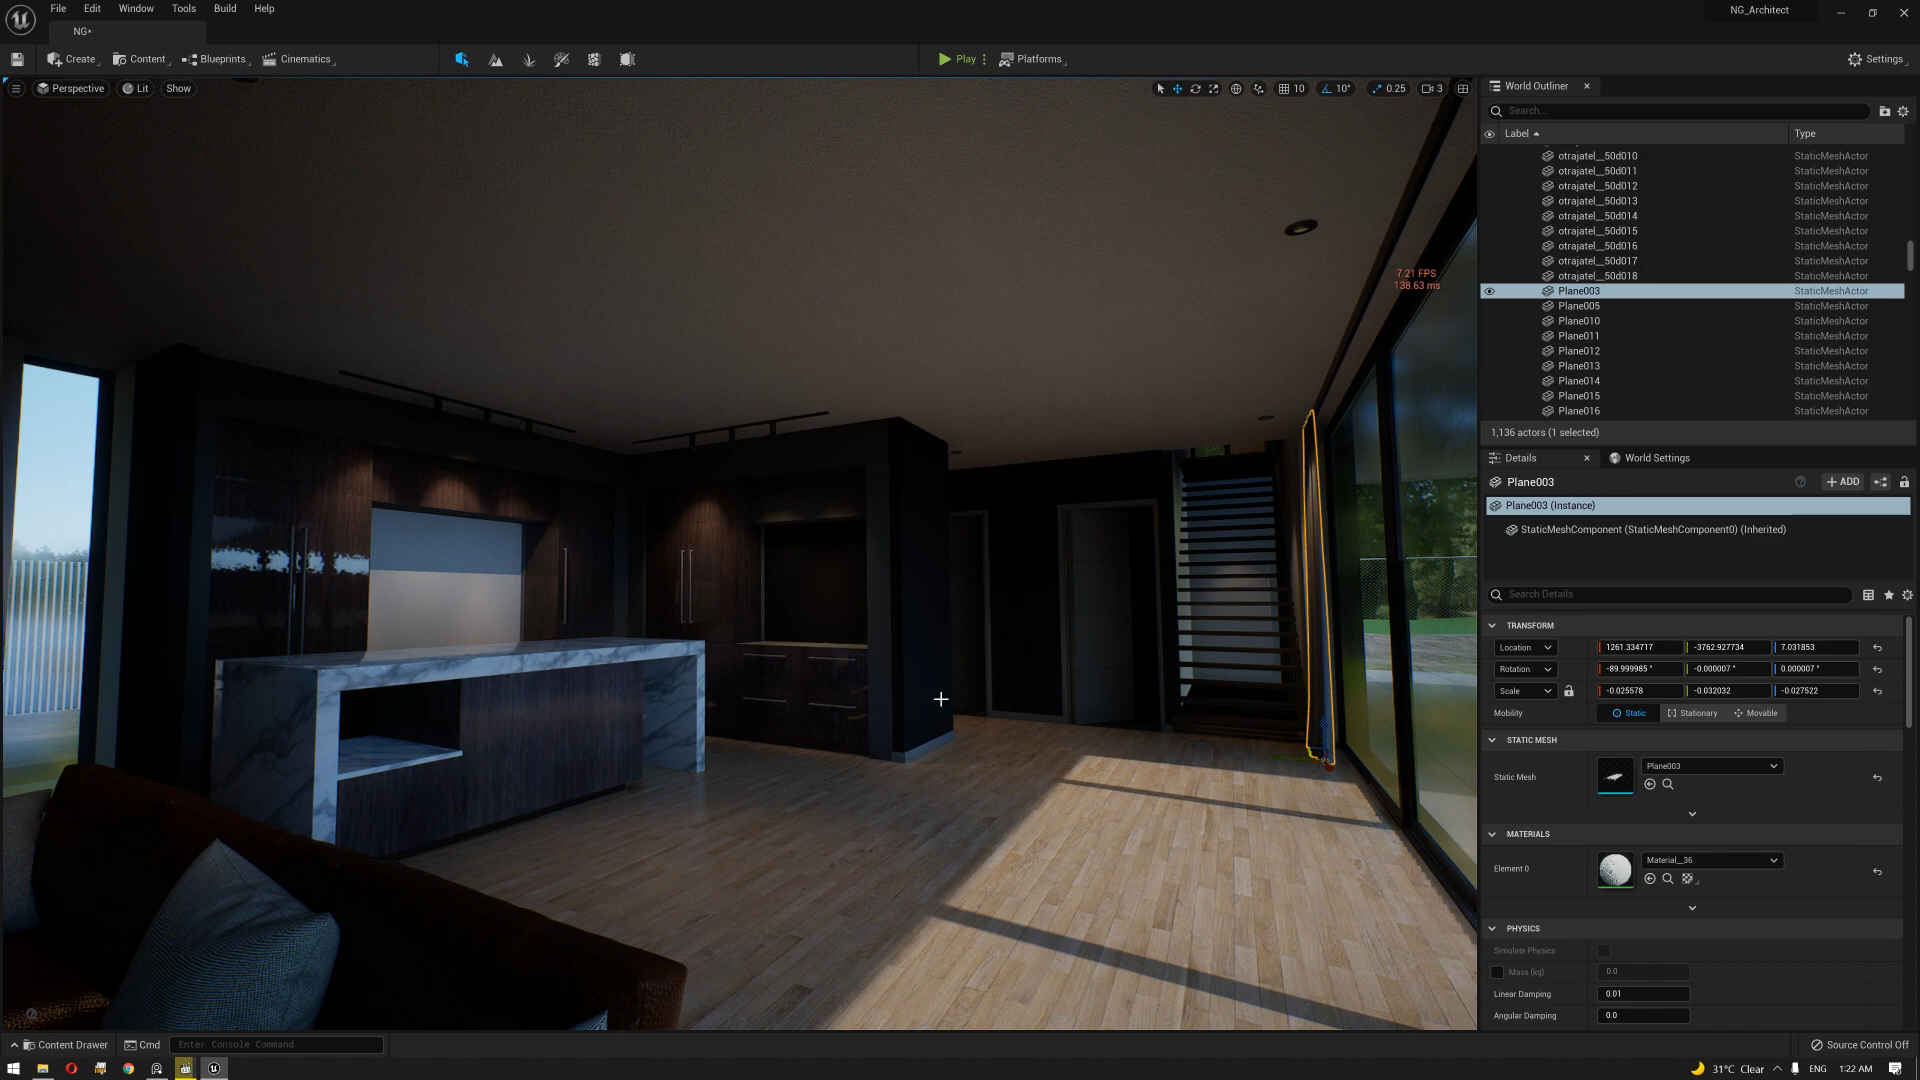 File Edit Window Tools Build Help
NG_Architect
NG*
Create Content Blueprints Cinematics
Play Platforms
Settings
Perspective Lit Show
10 10° 0.25 3
World Outliner
Search...
Label Type
otrajatel__50d010 StaticMeshActor
otrajatel__50d011 StaticMeshActor
otrajatel__50d012 StaticMeshActor
otrajatel__50d013 StaticMeshActor
otrajatel__50d014 StaticMeshActor
otrajatel__50d015 StaticMeshActor
otrajatel__50d016 StaticMeshActor
otrajatel__50d017 StaticMeshActor
otrajatel__50d018 StaticMeshActor
Plane003 StaticMeshActor
Plane005 StaticMeshActor
Plane010 StaticMeshActor
Plane011 StaticMeshActor
Plane012 StaticMeshActor
Plane013 StaticMeshActor
Plane014 StaticMeshActor
Plane015 StaticMeshActor
Plane016 StaticMeshActor
1,136 actors (1 selected)
7.21 FPS
138.63 ms
Details World Settings
Plane003
ADD
Plane003 (Instance)
StaticMeshComponent (StaticMeshComponent0) (Inherited)
Search Details
TRANSFORM
Location 1261.334717 -3762.927734 7.031853
Rotation -89.999985 ° -0.000007 ° 0.000007 °
Scale -0.025578 -0.032032 -0.027522
Mobility Static Stationary Movable
STATIC MESH
Static Mesh Plane003
MATERIALS
Element 0 Material__36
PHYSICS
Simulate Physics
Mass (kg) 0.0
Linear Damping 0.01
Angular Damping 0.0
Content Drawer Cmd Enter Console Command
Source Control Off
31°C Clear ENG 1:22 AM